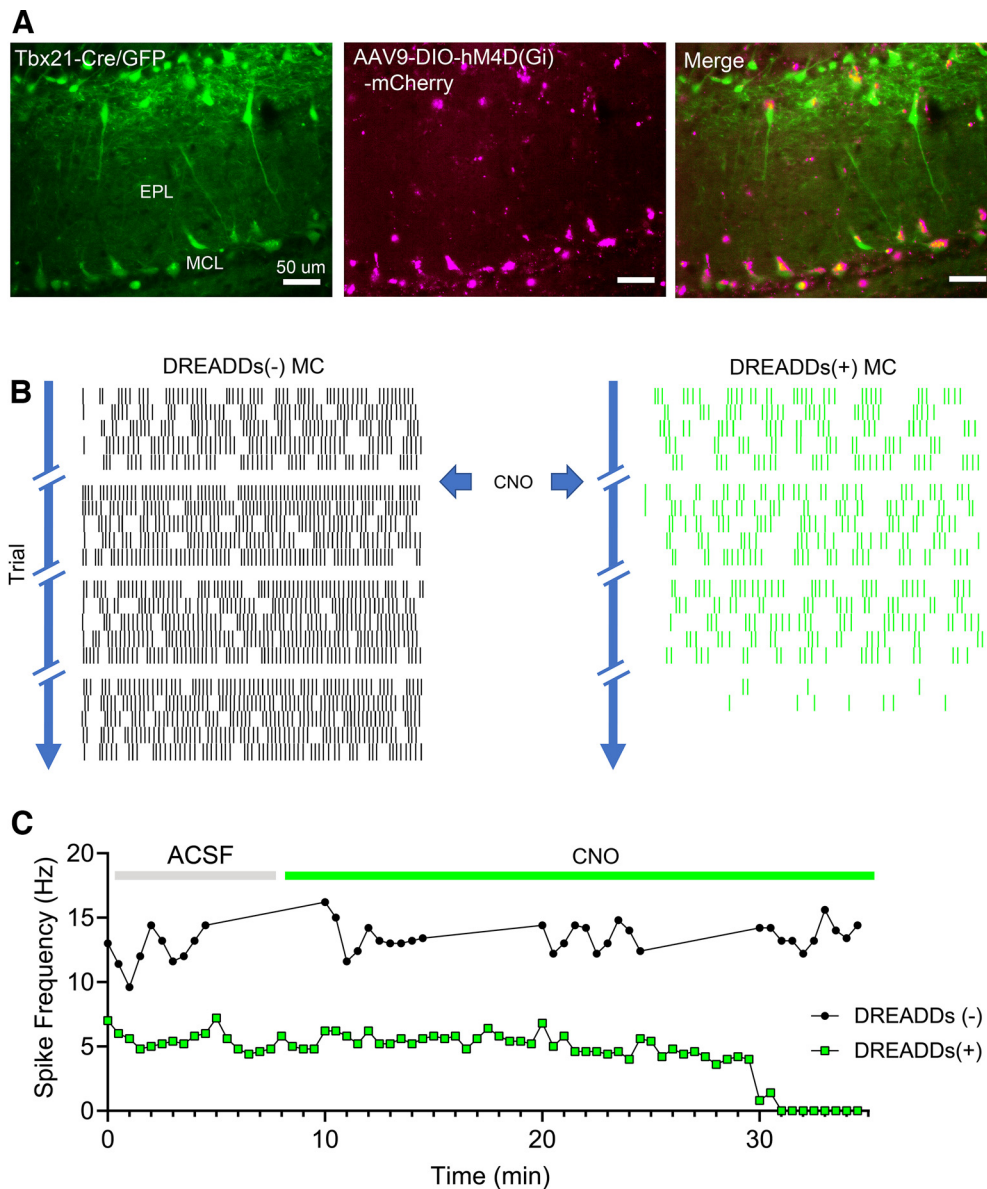 A
Tbx21-Cre/GFP
AAV9-DIO-hM4D(Gi)
-mCherry
Merge
EPL
MCL
50 um
B
DREADDs(-) MC
DREADDs(+) MC
CNO
Trial
C
ACSF
CNO
Spike Frequency (Hz)
20
15
10
5
0
0
10
20
30
Time (min)
DREADDs (-)
DREADDs(+)